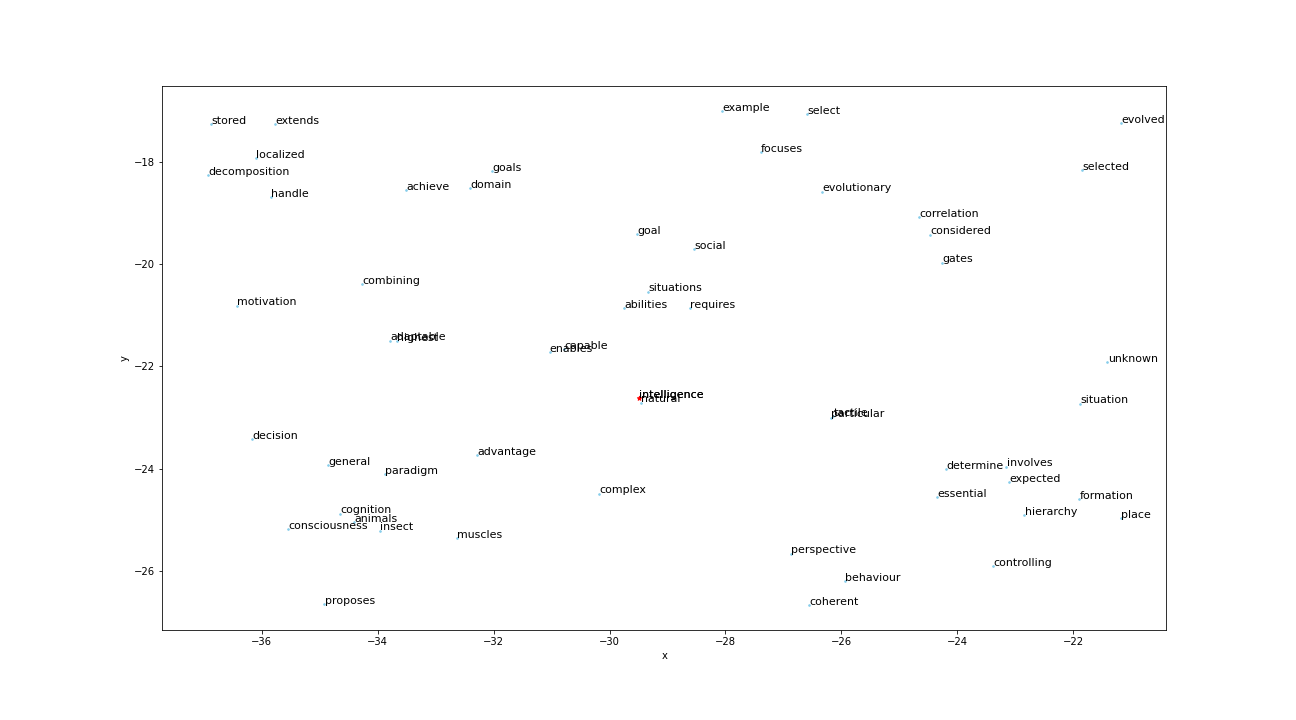 example
select
stored
extends
evolved
focuses
localized
selected
goals
decomposition
domain
achieve
evolutionary
handle
correlation
goal
considered
social
gates
combining
situations
motivation
abilities
requires
adaptable
highest
capable
enables
unknown
intelligence
natural
situation
tactile
particular
decision
advantage
general
involves
determine
paradigm
expected
complex
essential
formation
cognition
hierarchy
animals
place
consciousness
insect
muscles
perspective
controlling
behaviour
proposes
coherent
−18
−20
−22
−24
−26
y
−36 −34 −32 −30 −28 −26 −24 −22
x